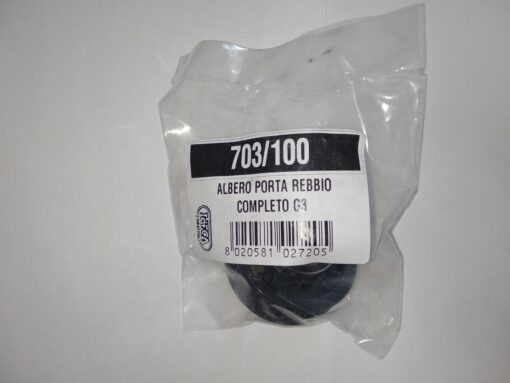 703/100
ALBERO PORTA REBBIO
COMPLETO G3
8 020581 027205